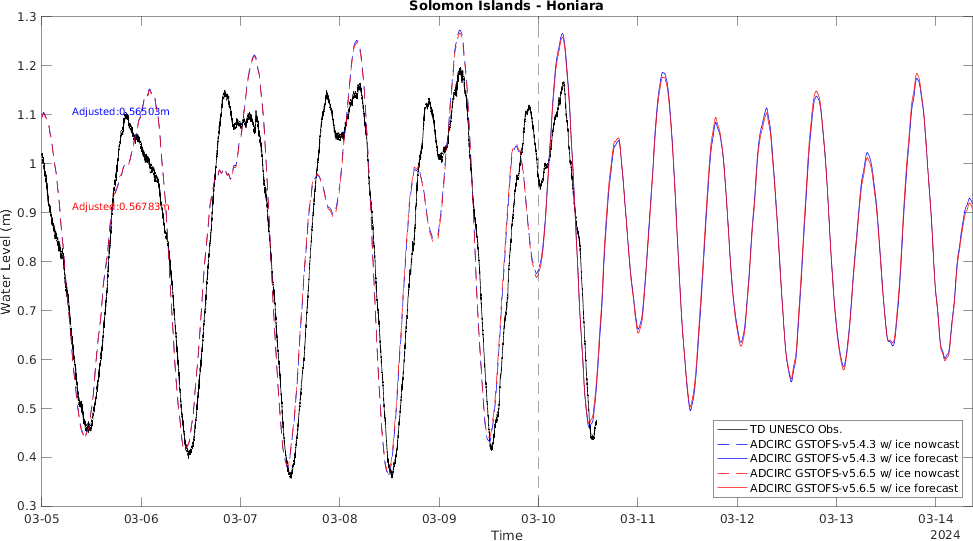 Solomon Islands - Honiara
1.3
1.2
1.1
1
0.9
0.8
0.7
0.6
0.5
0.4
0.3
Water Level (m)
Adjusted:0.56503m
Adjusted:0.56783m
TD UNESCO Obs.
ADCIRC GSTOFS-v5.4.3 w/ ice nowcast
ADCIRC GSTOFS-v5.4.3 w/ ice forecast
ADCIRC GSTOFS-v5.6.5 w/ ice nowcast
ADCIRC GSTOFS-v5.6.5 w/ ice forecast
03-05 03-06 03-07 03-08 03-09 03-10 03-11 03-12 03-13 03-14
Time
2024